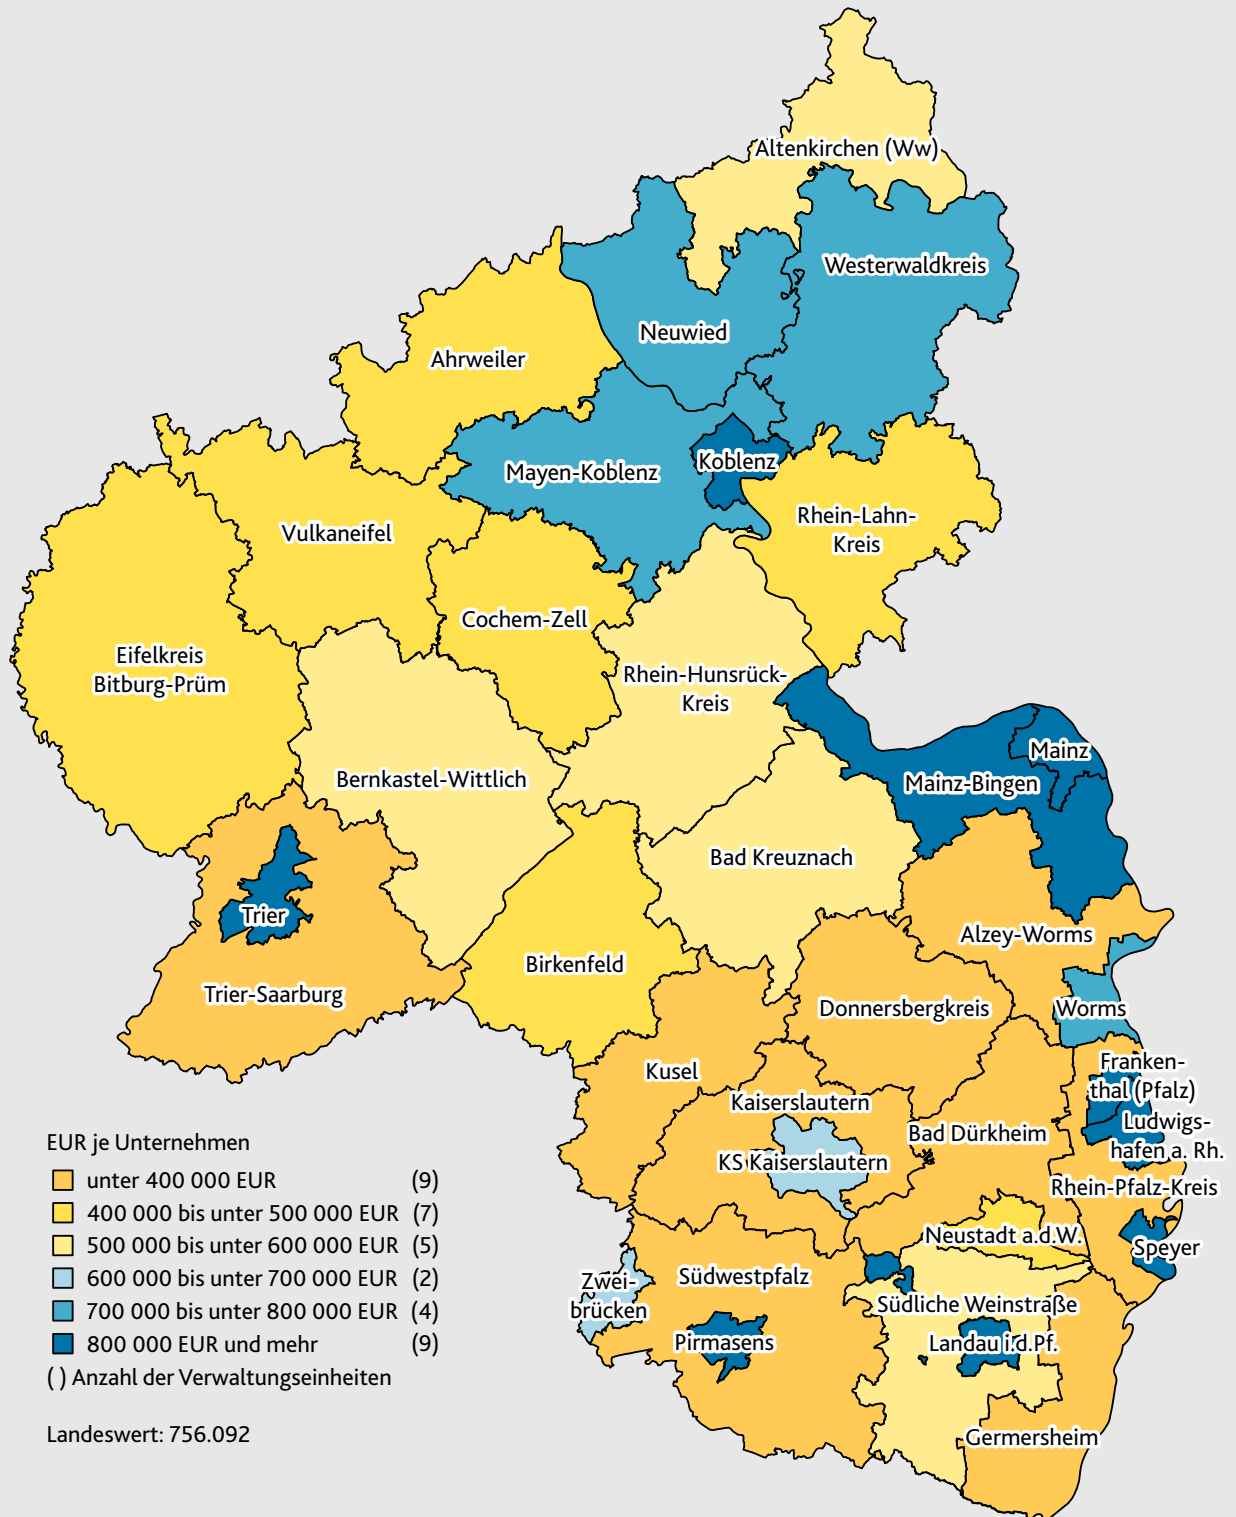 Altenkirchen (Ww)
Westerwaldkreis
Neuwied
Ahrweiler
Koblenz
Mayen-Koblenz
Rhein-Lahn-
Kreis
Vulkaneifel
Cochem-Zell
Eifelkreis
Bitburg-Prüm
Rhein-Hunsrück-
Kreis
Mainz
Bernkastel-Wittlich
Mainz-Bingen
Bad Kreuznach
Trier
Alzey-Worms
Birkenfeld
Trier-Saarburg
Donnersbergkreis
Worms
Kusel
Franken-
thal (Pfalz)
Kaiserslautern
Ludwigs-
hafen a. Rh.
Bad Dürkheim
KS Kaiserslautern
Rhein-Pfalz-Kreis
Neustadt a.d.W.
Speyer
Zwei-
brücken
Südwestpfalz
Südliche Weinstraße
Pirmasens
Landau i.d.Pf.
Germersheim
EUR je Unternehmen
unter 400 000 EUR (9)
400 000 bis unter 500 000 EUR (7)
500 000 bis unter 600 000 EUR (5)
600 000 bis unter 700 000 EUR (2)
700 000 bis unter 800 000 EUR (4)
800 000 EUR und mehr (9)
( ) Anzahl der Verwaltungseinheiten
Landeswert: 756.092